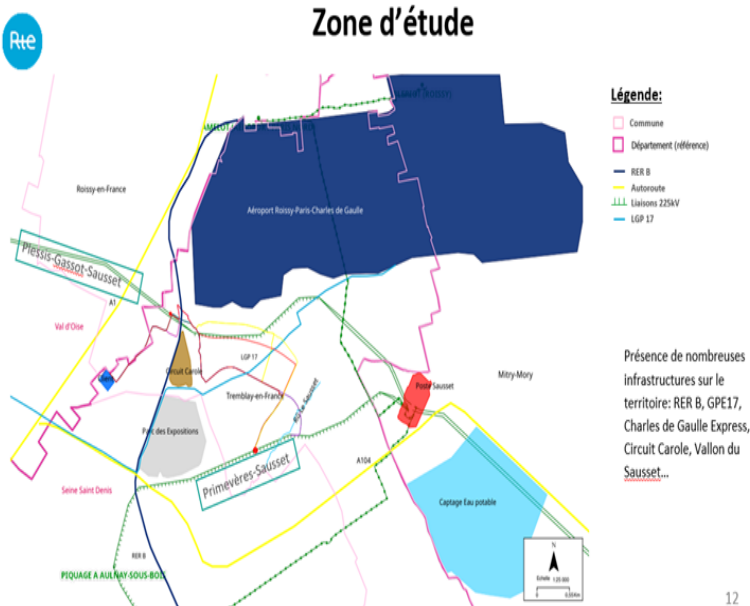 Rte
Zone d'étude
Roissy-en-France
Aéroport Roissy-Paris-Charles de Gaulle
Plessis-Gassot-Sausset
A1
Val d'Oise
Circuit Carole
LGP 17
Tremblay-en-France
Parc des Expositions
Primevères-Sausset
Poste Sausset
Mitry-Mory
A104
Seine Saint Denis
Captage Eau potable
RER B
PIQUAGE A AULNAY-SOUS-BOIS
N
Légende:
Commune
Département (référence)
RER B
Autoroute
Liaisons 225kV
LGP 17
Présence de nombreuses
infrastructures sur le
territoire: RER B, GPE17,
Charles de Gaulle Express,
Circuit Carole, Vallon du
Sausset...
12